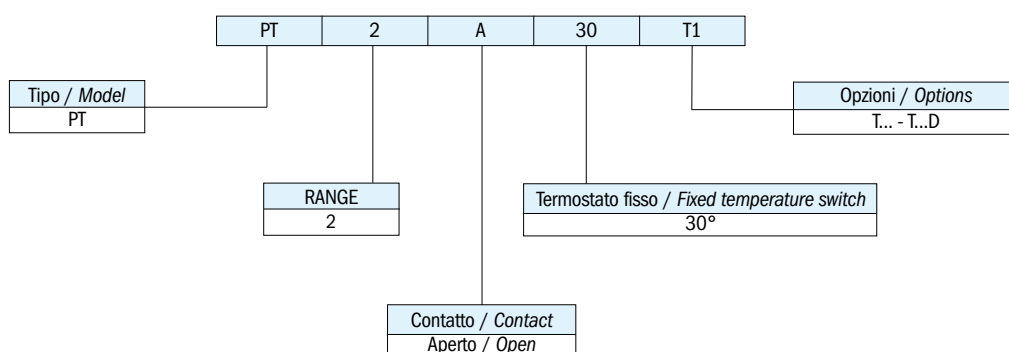 PT 2 A 30 T1
Tipo / Model
PT
Opzioni / Options
T... - T...D
RANGE
2
Termostato fisso / Fixed temperature switch
30°
Contatto / Contact
Aperto / Open